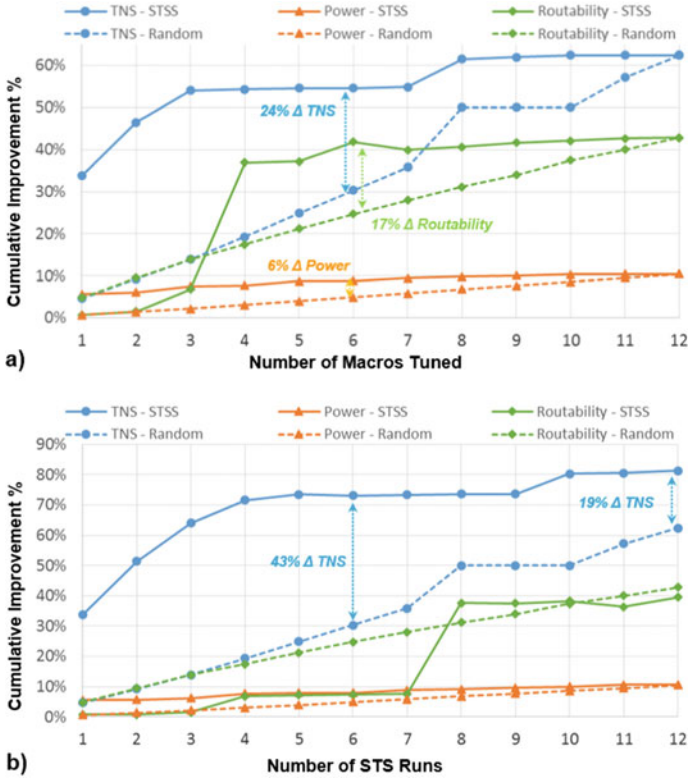 TNS - STSS Power - STSS Routability - STSS
TNS - Random Power - Random Routability - Random
60%
50%
40%
30%
20%
10%
0%
Cumulative Improvement %
24% Δ TNS
17% Δ Routability
6% Δ Power
1 2 3 4 5 6 7 8 9 10 11 12
Number of Macros Tuned
a)
TNS - STSS Power - STSS Routability - STSS
TNS - Random Power - Random Routability - Random
90%
80%
70%
60%
50%
40%
30%
20%
10%
0%
Cumulative Improvement %
19% Δ TNS
43% Δ TNS
1 2 3 4 5 6 7 8 9 10 11 12
Number of STS Runs
b)